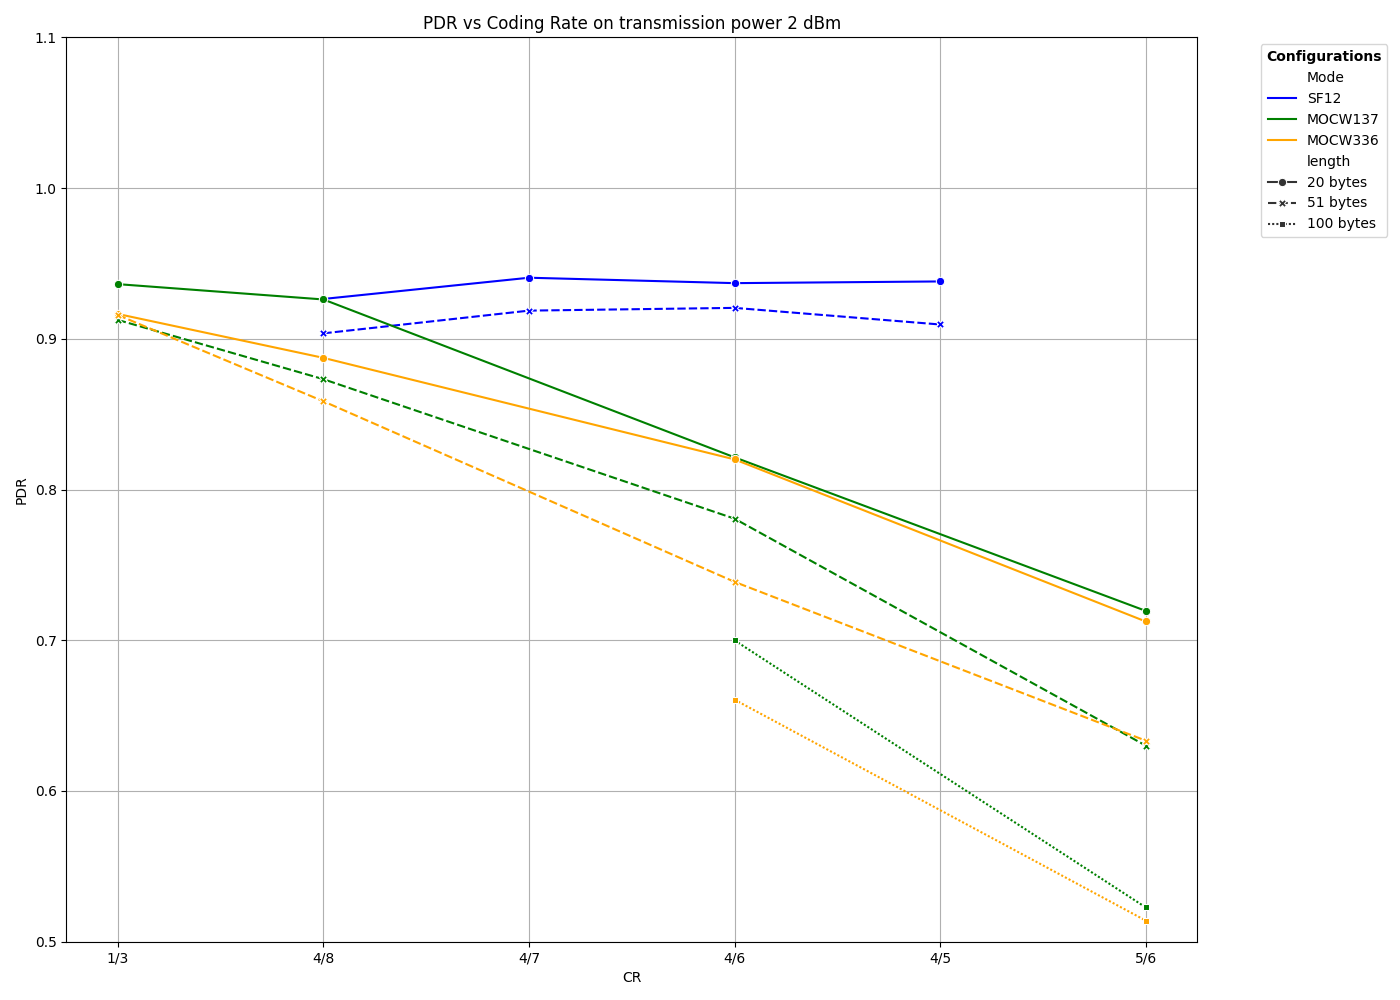 PDR vs Coding Rate on transmission power 2 dBm
1.1
1.0
0.9
0.8
0.7
0.6
0.5
PDR
1/3
4/8
4/7
4/6
4/5
5/6
CR
Configurations
Mode
SF12
MOCW137
MOCW336
length
20 bytes
51 bytes
100 bytes